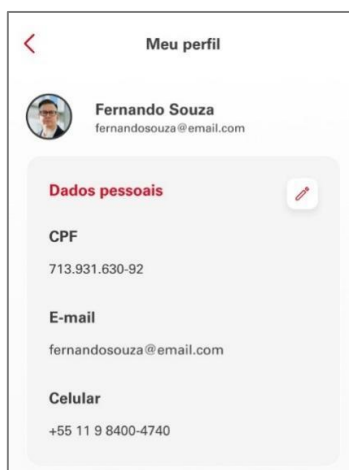 Meu perfil
Fernando Souza
fernandosouza@email.com
Dados pessoais
CPF
713.931.630-92
E-mail
fernandosouza@email.com
Celular
+55 11 9 8400-4740